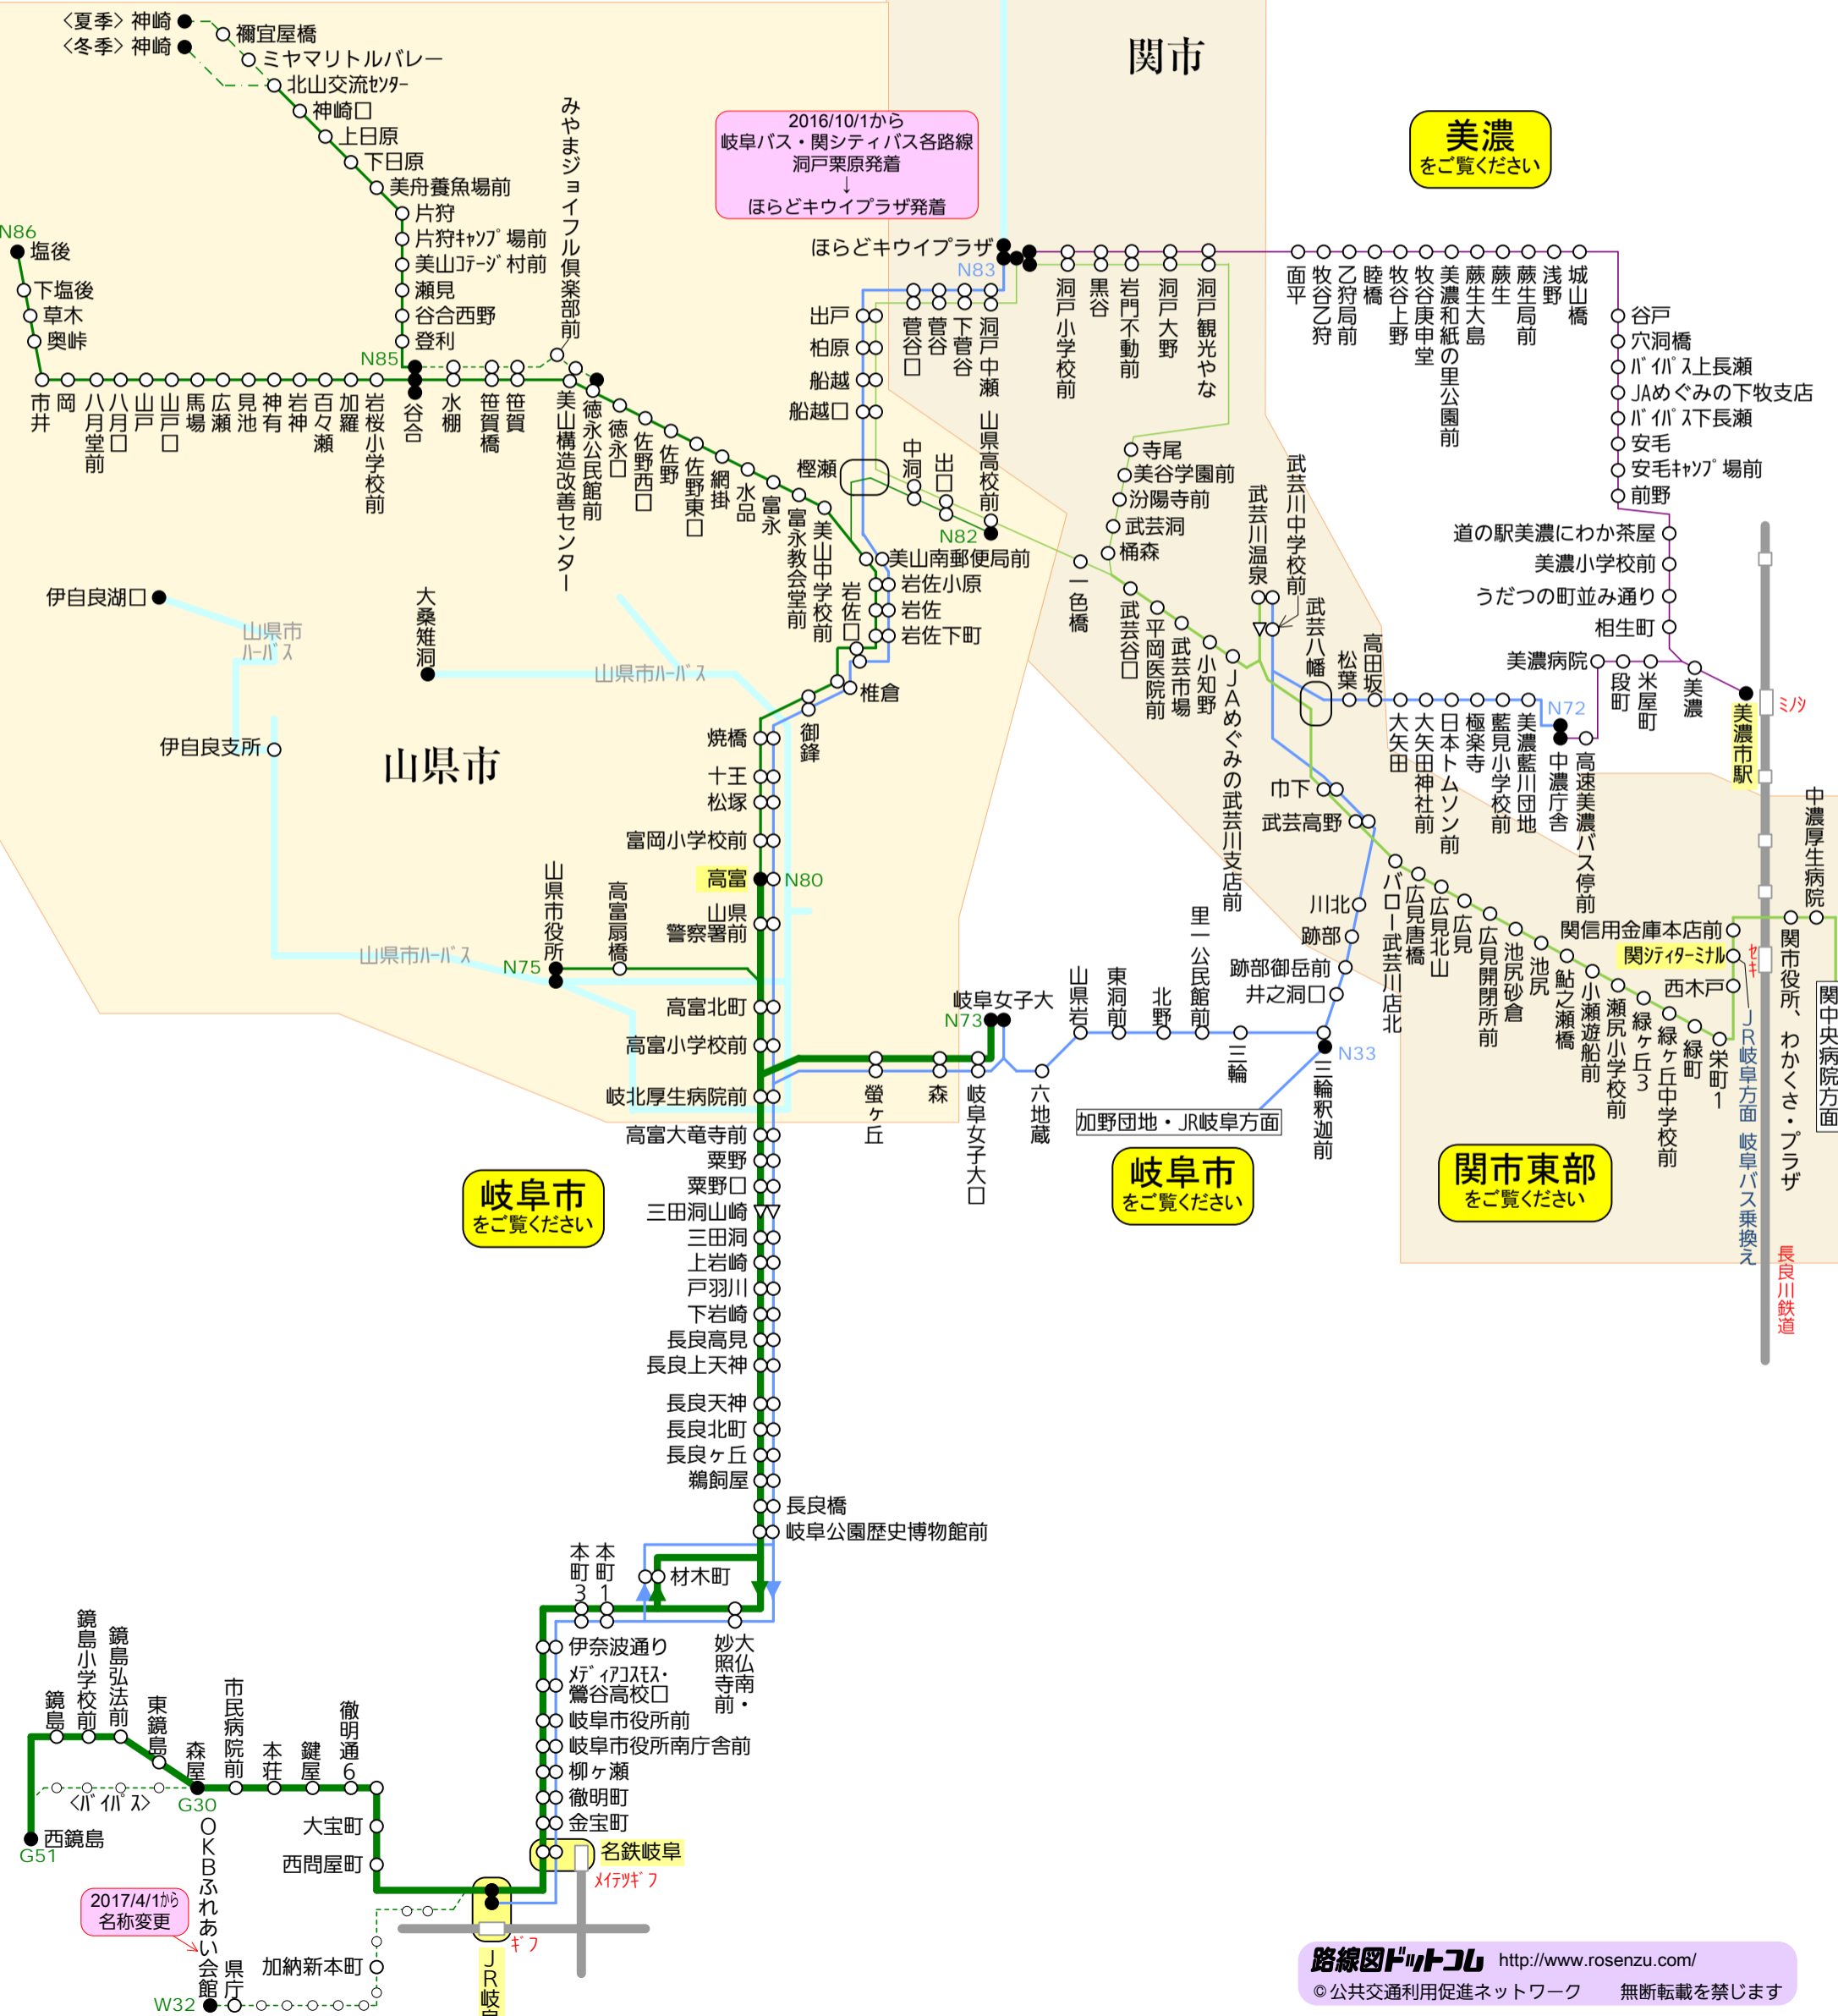 〈夏季〉神崎
〈冬季〉神崎
禰宜屋橋
ミヤマリトルバレー
北山交流ｾﾝﾀｰ
神崎口
上日原
下日原
美舟養魚場前
片狩
片狩ｷｬﾝﾌﾟ場前
美山ｺﾃｰｼﾞ村前
瀬見
谷合西野
登利
N85
みやまジョイフル倶楽部前
N86
塩後
下塩後
草木
奥峠
市井
岡
八月堂前
八月口
山戸
山戸口
馬場
広瀬
見池
神有
岩神
百々瀬
加羅
岩桜小学校前
谷合
水棚
笹賀橋
笹賀
美山構造改善センター
徳永公民館前
徳永口
佐野西口
佐野
佐野東口
網掛
水品
富永
富永教会堂前
美山中学校前
関市
2016/10/1から
岐阜バス・関シティバス各路線
洞戸栗原発着
↓
ほらどキウイプラザ発着
美濃
をご覧ください
ほらどキウイプラザ
N83
出戸
柏原
船越
船越口
樫瀬
菅谷口
菅谷
下菅谷
洞戸中瀬
洞戸小学校前
黒谷
岩門不動前
洞戸大野
洞戸観光やな
中洞
出口
山県高校前
N82
面平
牧谷乙狩
乙狩局前
睦橋
牧谷上野
牧谷庚申堂
美濃和紙の里公園前
蕨生大島
蕨生
蕨生局前
浅野
城山橋
谷戸
穴洞橋
ﾊﾞｲﾊﾟｽ上長瀬
JAめぐみの下牧支店
ﾊﾞｲﾊﾟｽ下長瀬
安毛
安毛ｷｬﾝﾌﾟ場前
前野
道の駅美濃にわか茶屋
美濃小学校前
うだつの町並み通り
相生町
美濃病院
段町
米屋町
美濃
美濃市駅
ﾐﾉｼ
寺尾
美谷学園前
汾陽寺前
武芸洞
桶森
一色橋
武芸谷口
平岡医院前
武芸市場
小知野
ＪＡめぐみの武芸川支店前
武芸川温泉
武芸川中学校前
武芸八幡
松葉
高田坂
大矢田
大矢田神社前
日本トムソン前
極楽寺
藍見小学校前
美濃藍川団地
N72
中濃庁舎
高速美濃バス停前
美山南郵便局前
岩佐小原
岩佐
岩佐下町
岩佐口
椎倉
御鋒
伊自良湖口
山県市
ﾊｰﾊﾞｽ
大桑雉洞
山県市ﾊｰﾊﾞｽ
伊自良支所
山県市
焼橋
十王
松塚
富岡小学校前
高富
N80
山県
警察署前
山県市役所
高富扇橋
N75
山県市ﾊｰﾊﾞｽ
高富北町
高富小学校前
岐北厚生病院前
高富大竜寺前
粟野
粟野口
三田洞山崎
三田洞
上岩崎
戸羽川
下岩崎
長良高見
長良上天神
長良天神
長良北町
長良ヶ丘
鵜飼屋
長良橋
岐阜公園歴史博物館前
岐阜女子大
N73
螢ヶ丘
森
岐阜女子大口
六地蔵
山県岩
東洞前
北野
里一公民館前
三輪
巾下
武芸高野
川北
跡部
跡部御岳前
井之洞口
N33
三輪釈迦前
加野団地・JR岐阜方面
バロー武芸川店北
広見唐橋
広見北山
広見
広見開閉所前
池尻砂倉
池尻
鮎之瀬橋
小瀬遊船前
瀬尻小学校前
緑ヶ丘3
緑ヶ丘中学校前
緑町
栄町1
西木戸
関ｼﾃｨﾀｰﾐﾅﾙ
関信用金庫本店前
ｾｷ
関市役所、わかくさ・プラザ
中濃厚生病院
関中央病院方面
ＪＲ岐阜方面 岐阜バス乗換え
長良川鉄道
岐阜市
をご覧ください
岐阜市
をご覧ください
関市東部
をご覧ください
本町3
本町1
材木町
大仏南・
妙照寺前
伊奈波通り
ﾒﾃﾞｨｱｺｽﾓｽ・
鶯谷高校口
岐阜市役所前
岐阜市役所南庁舎前
柳ヶ瀬
徹明町
金宝町
名鉄岐阜
ﾒｲﾃﾂｷﾞﾌ
ｷﾞﾌ
ＪＲ岐阜
鏡島
鏡島小学校前
鏡島弘法前
東鏡島
森屋
市民病院前
本荘
鍵屋
徹明通6
〈ﾊﾞｲﾊﾟｽ〉
G30
西鏡島
G51
大宝町
西問屋町
2017/4/1から
名称変更
ＯＫＢふれあい会館
県庁
加納新本町
W32
路線図ドットコム http://www.rosenzu.com/
©公共交通利用促進ネットワーク 無断転載を禁じます